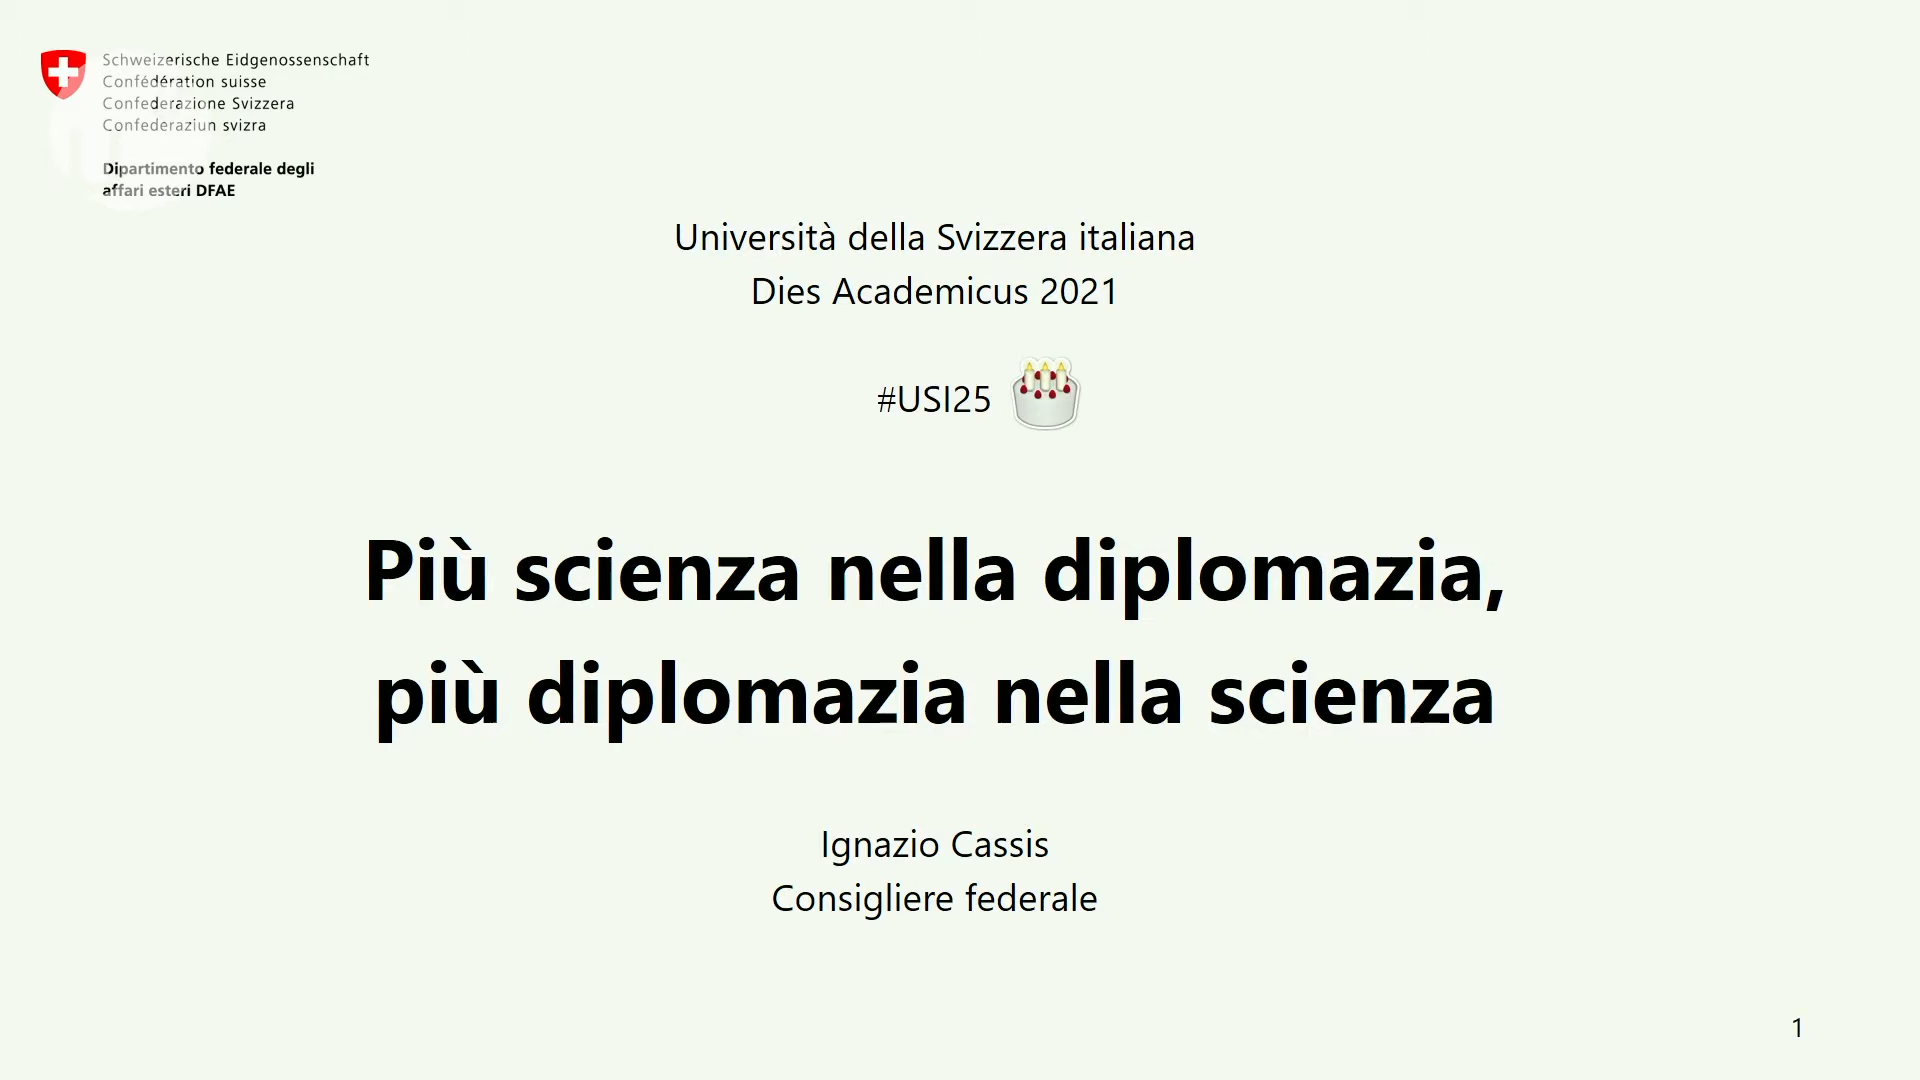 Schweizerische Eidgenossenschaft
Confédération suisse
Confederazione Svizzera
Confederaziun svizra
Dipartimento federale degli
affari esteri DFAE
Università della Svizzera italiana
Dies Academicus 2021
#USI25
Più scienza nella diplomazia,
più diplomazia nella scienza
Ignazio Cassis
Consigliere federale
1